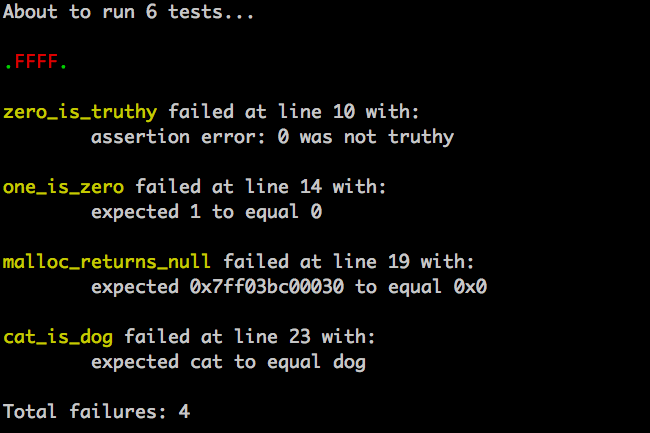 About to run 6 tests...
.FFFF.
zero_is_truthy failed at line 10 with:
assertion error: 0 was not truthy
one_is_zero failed at line 14 with:
expected 1 to equal 0
malloc_returns_null failed at line 19 with:
expected 0x7ff03bc00030 to equal 0x0
cat_is_dog failed at line 23 with:
expected cat to equal dog
Total failures: 4